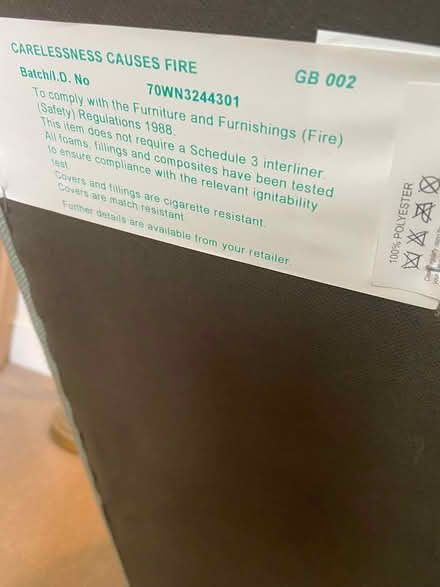 CARELESSNESS CAUSES FIRE
GB 002
Batch/I.D. No 70WN3244301
To comply with the Furniture and Furnishings (Fire)
(Safety) Regulations 1988.
This item does not require a Schedule 3 interliner.
All foams, fillings and composites have been tested
to ensure compliance with the relevant ignitability
test
Covers and fillings are cigarette resistant.
Covers are match resistant
Further details are available from your retailer
100% POLYESTER